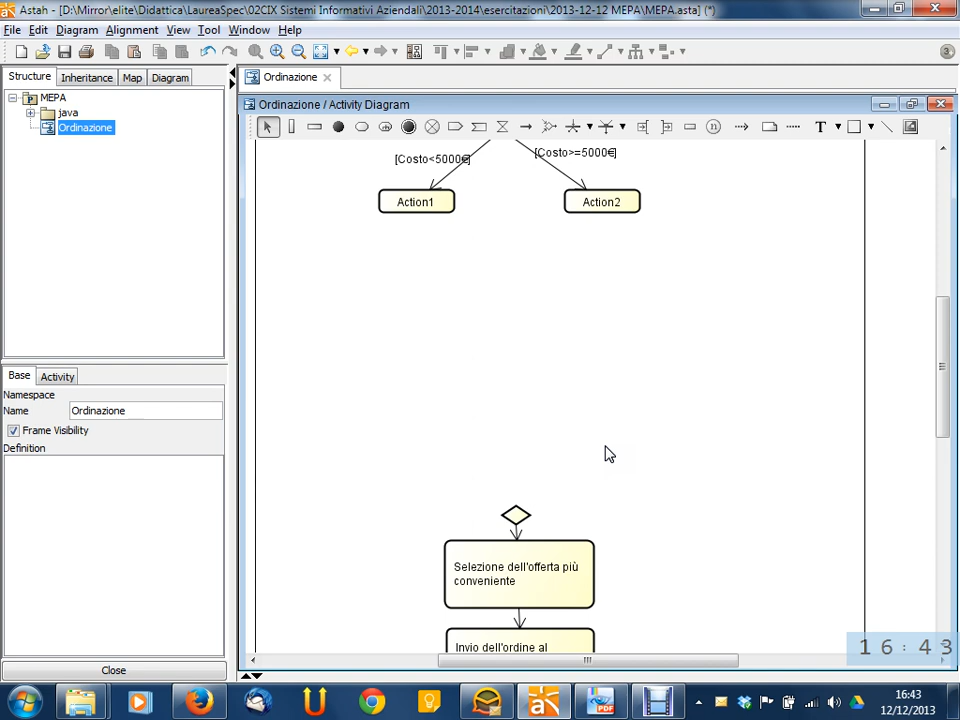 Astah - [D:\Mirror\elite\Didattica\LaureaSpec\02CIX Sistemi Informativi Aziendali\2013-2014\esercitazioni\2013-12-12 MEPA\MEPA.asta] (*)
File Edit Diagram Alignment View Tool Window Help
3
Structure Inheritance Map Diagram
Ordinazione
MEPA
java
Ordinazione
Ordinazione / Activity Diagram
T
[Costo<5000€]
[Costo>=5000€]
Action1
Action2
Base Activity
Namespace
Name Ordinazione
Frame Visibility
Definition
Selezione dell'offerta più
conveniente
Invio dell'ordine al
Close
16:43
PDF
16:43
12/12/2013